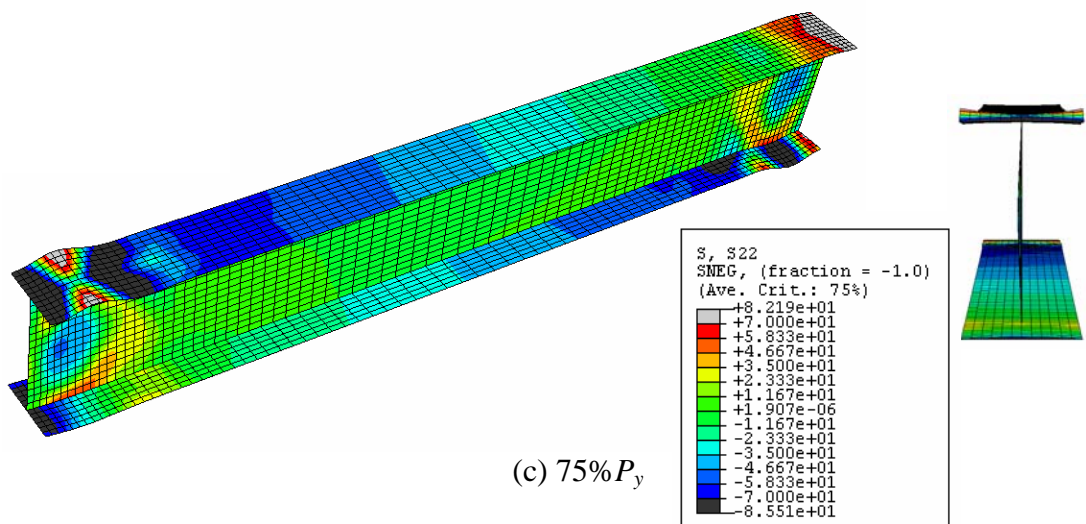 S, S22
SNEG, (fraction = -1.0)
(Ave. Crit.: 75%)
+8.219e+01
+7.000e+01
+5.833e+01
+4.667e+01
+3.500e+01
+2.333e+01
+1.167e+01
+1.907e-06
-1.167e+01
-2.333e+01
-3.500e+01
-4.667e+01
-5.833e+01
-7.000e+01
-8.551e+01
(c) 75%Py